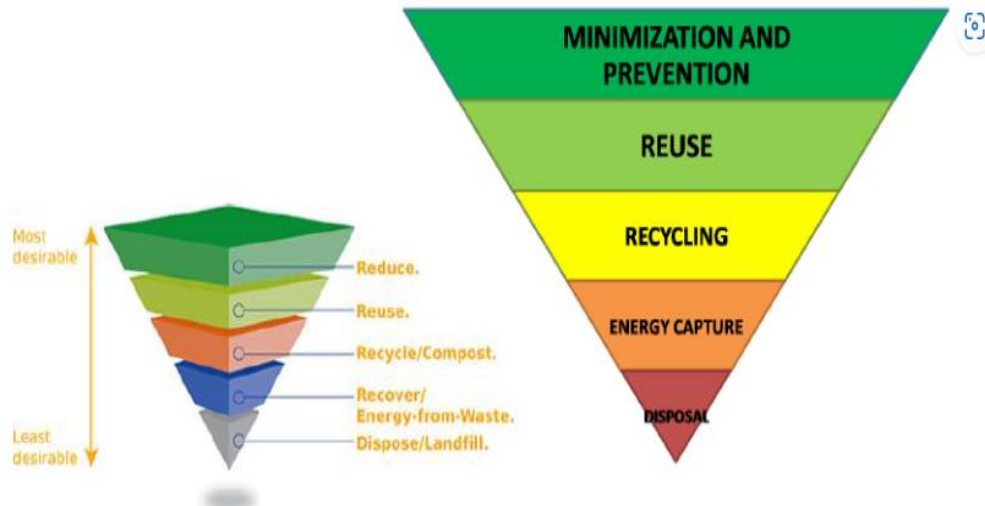 Most
desirable
Reduce.
Reuse.
Recycle/Compost.
Recover/
Energy-from-Waste.
Dispose/Landfill.
Least
desirable
MINIMIZATION AND
PREVENTION
REUSE
RECYCLING
ENERGY CAPTURE
DISPOSAL